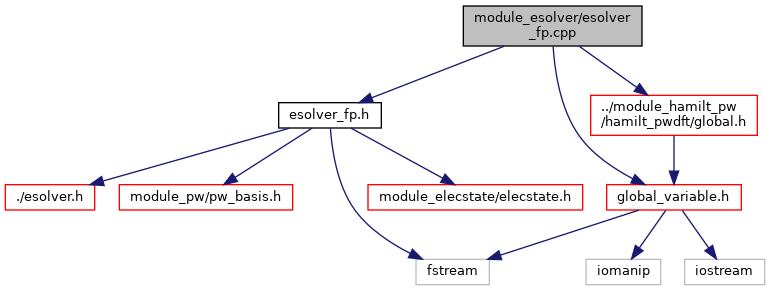 module_esolver/esolver
_fp.cpp
esolver_fp.h
../module_hamilt_pw
/hamilt_pwdft/global.h
./esolver.h
module_pw/pw_basis.h
module_elecstate/elecstate.h
global_variable.h
fstream
iomanip
iostream